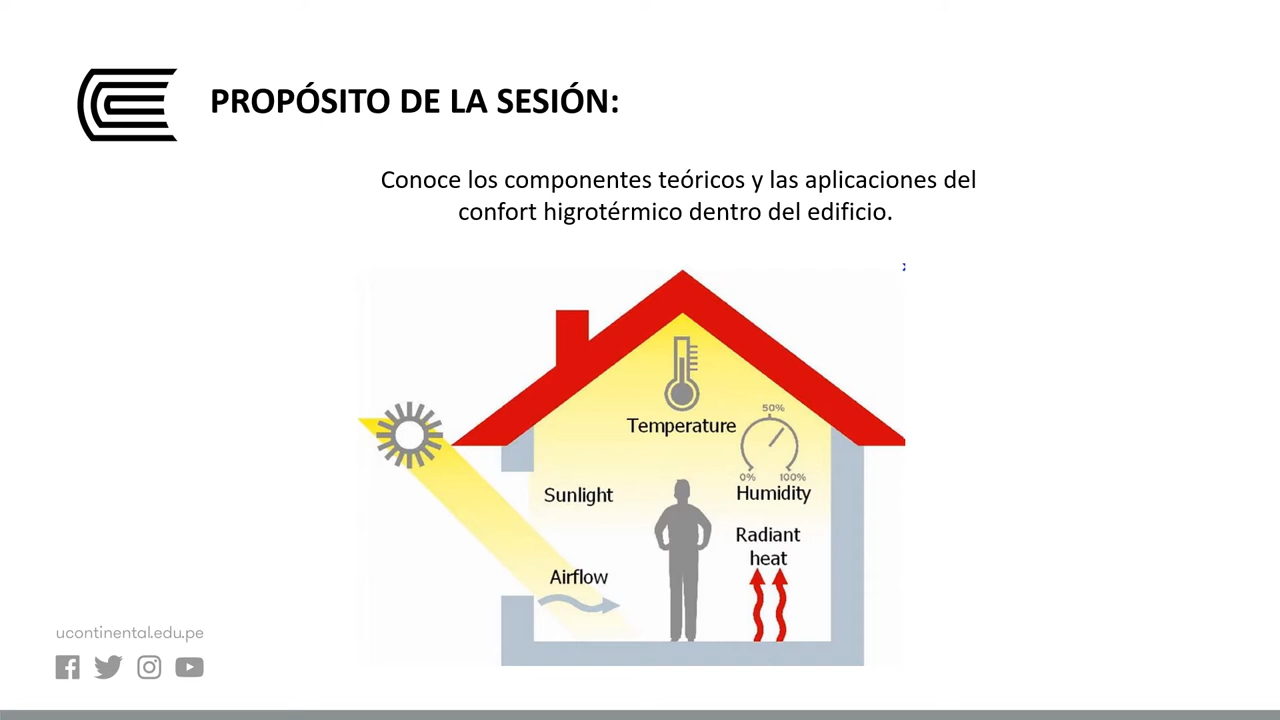 PROPÓSITO DE LA SESIÓN:
Conoce los componentes teóricos y las aplicaciones del
confort higrotérmico dentro del edificio.
Temperature
50%
0%
100%
Humidity
Sunlight
Radiant
heat
Airflow
ucontinental.edu.pe